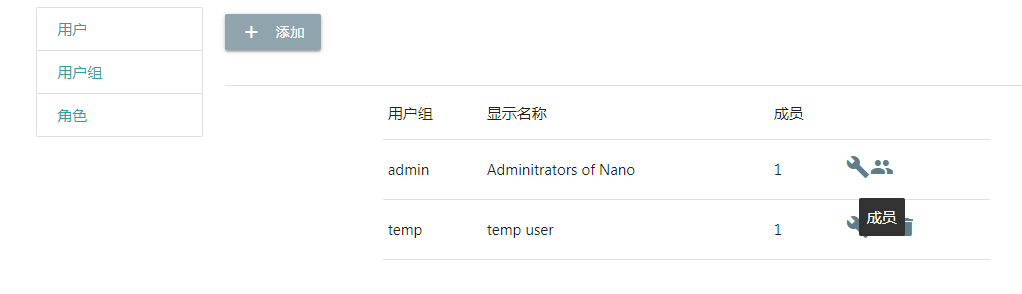 用户
用户组
角色
+ 添加
用户组 显示名称 成员
admin Adminitrators of Nano 1
成员
temp temp user 1